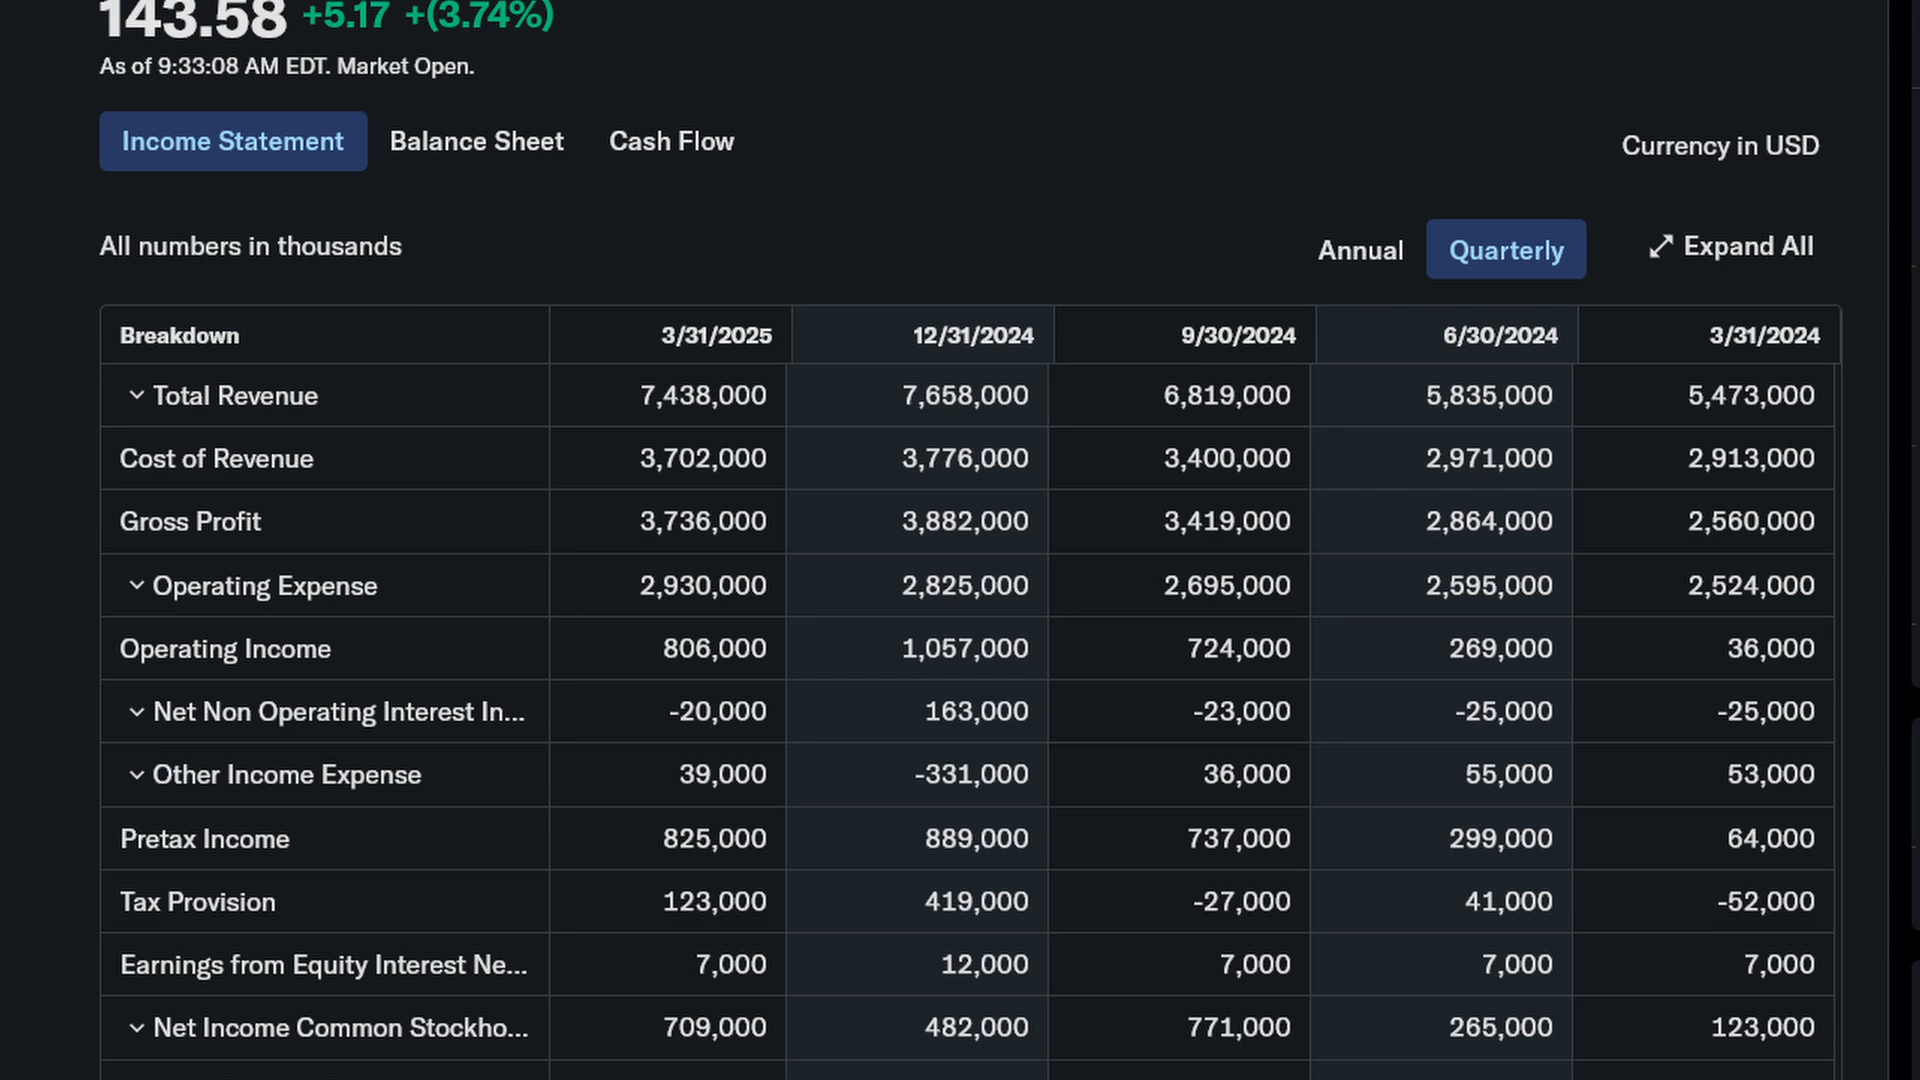 143.58 +5.17 +(3.74%)
As of 9:33:08 AM EDT. Market Open.
Income Statement Balance Sheet Cash Flow Currency in USD
All numbers in thousands Annual Quarterly Expand All
Breakdown 3/31/2025 12/31/2024 9/30/2024 6/30/2024 3/31/2024
Total Revenue 7,438,000 7,658,000 6,819,000 5,835,000 5,473,000
Cost of Revenue 3,702,000 3,776,000 3,400,000 2,971,000 2,913,000
Gross Profit 3,736,000 3,882,000 3,419,000 2,864,000 2,560,000
Operating Expense 2,930,000 2,825,000 2,695,000 2,595,000 2,524,000
Operating Income 806,000 1,057,000 724,000 269,000 36,000
Net Non Operating Interest In... -20,000 163,000 -23,000 -25,000 -25,000
Other Income Expense 39,000 -331,000 36,000 55,000 53,000
Pretax Income 825,000 889,000 737,000 299,000 64,000
Tax Provision 123,000 419,000 -27,000 41,000 -52,000
Earnings from Equity Interest Ne... 7,000 12,000 7,000 7,000 7,000
Net Income Common Stockho... 709,000 482,000 771,000 265,000 123,000